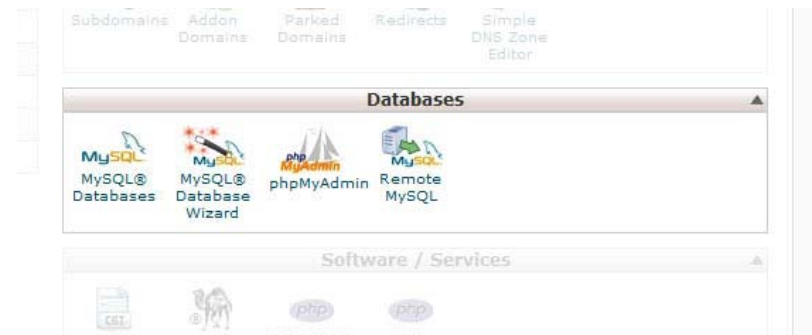 Subdomains Addon Domains Parked Domains Redirects Simple DNS Zone Editor
Databases
MySQL MySQL php MyAdmin MySQL
MySQL® Databases MySQL® Database Wizard phpMyAdmin Remote MySQL
Software / Services
CGI ® php php